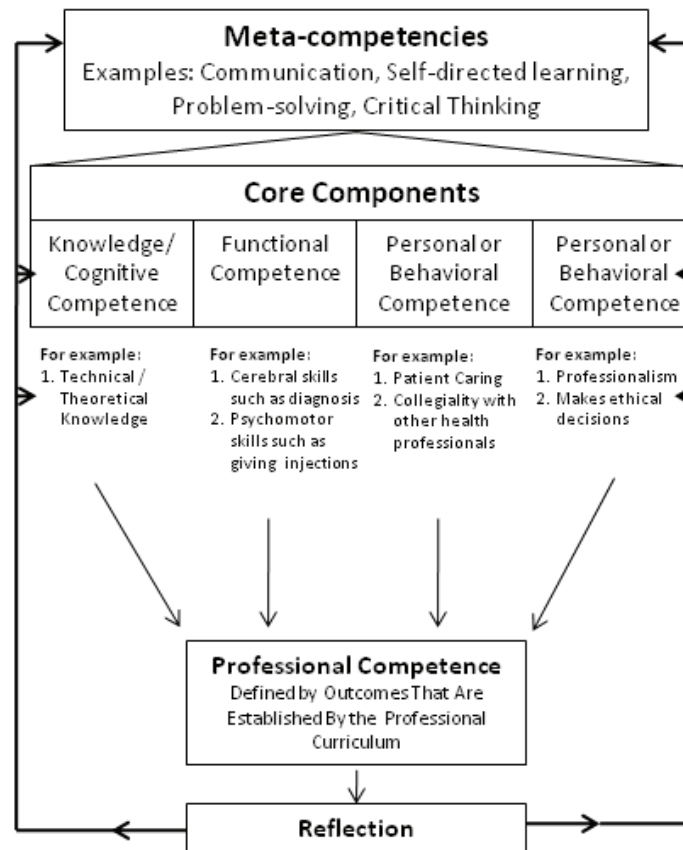 Meta-competencies
Examples: Communication, Self-directed learning,
Problem-solving, Critical Thinking
Core Components
Knowledge/
Cognitive
Competence
Functional
Competence
Personal or
Behavioral
Competence
Personal or
Behavioral
Competence
For example:
1. Technical /
Theoretical
Knowledge
For example:
1. Cerebral skills
such as diagnosis
2. Psychomotor
skills such as
giving injections
For example:
1. Patient Caring
2. Collegiality with
other health
professionals
For example:
1. Professionalism
2. Makes ethical
decisions
Professional Competence
Defined by Outcomes That Are
Established By the Professional
Curriculum
Reflection